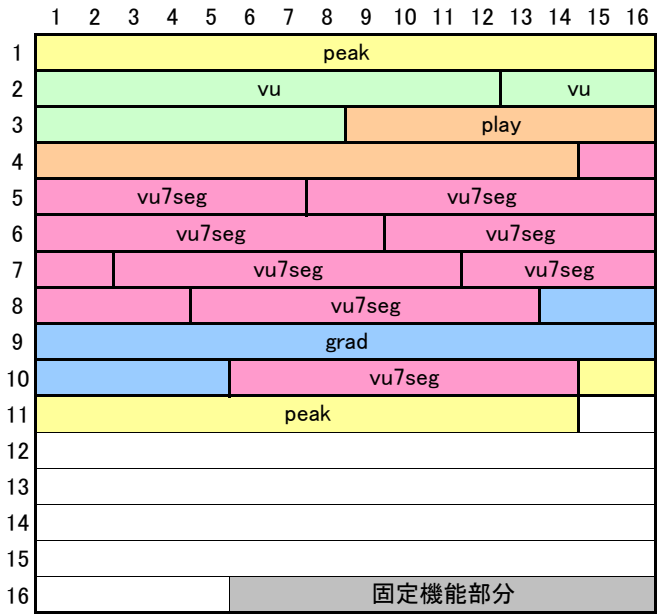 1 2 3 4 5 6 7 8 9 10 11 12 13 14 15 16
1 peak
2 vu vu
3 play
4
5 vu7seg vu7seg
6 vu7seg vu7seg
7 vu7seg vu7seg
8 vu7seg
9 grad
10 vu7seg
11 peak
12
13
14
15
16 固定機能部分